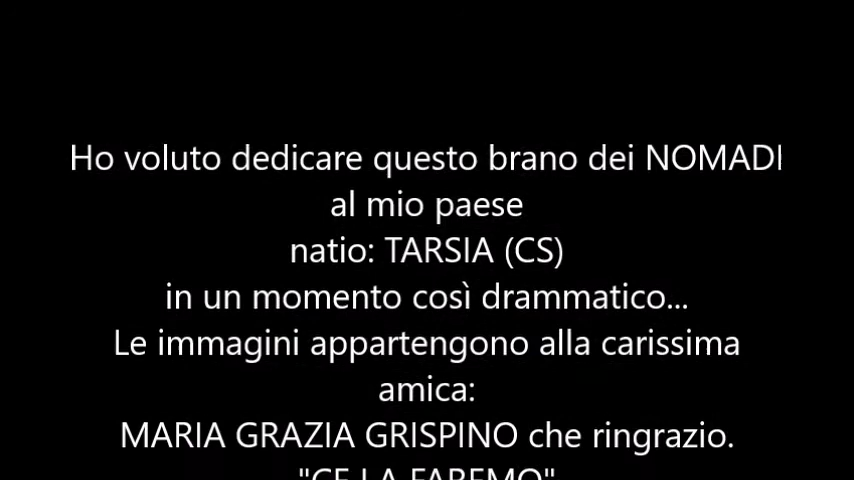 Ho voluto dedicare questo brano dei NOMADI
al mio paese
natio: TARSIA (CS)
in un momento così drammatico...
Le immagini appartengono alla carissima
amica:
MARIA GRAZIA GRISPINO che ringrazio.
"CE LA FAREMO"